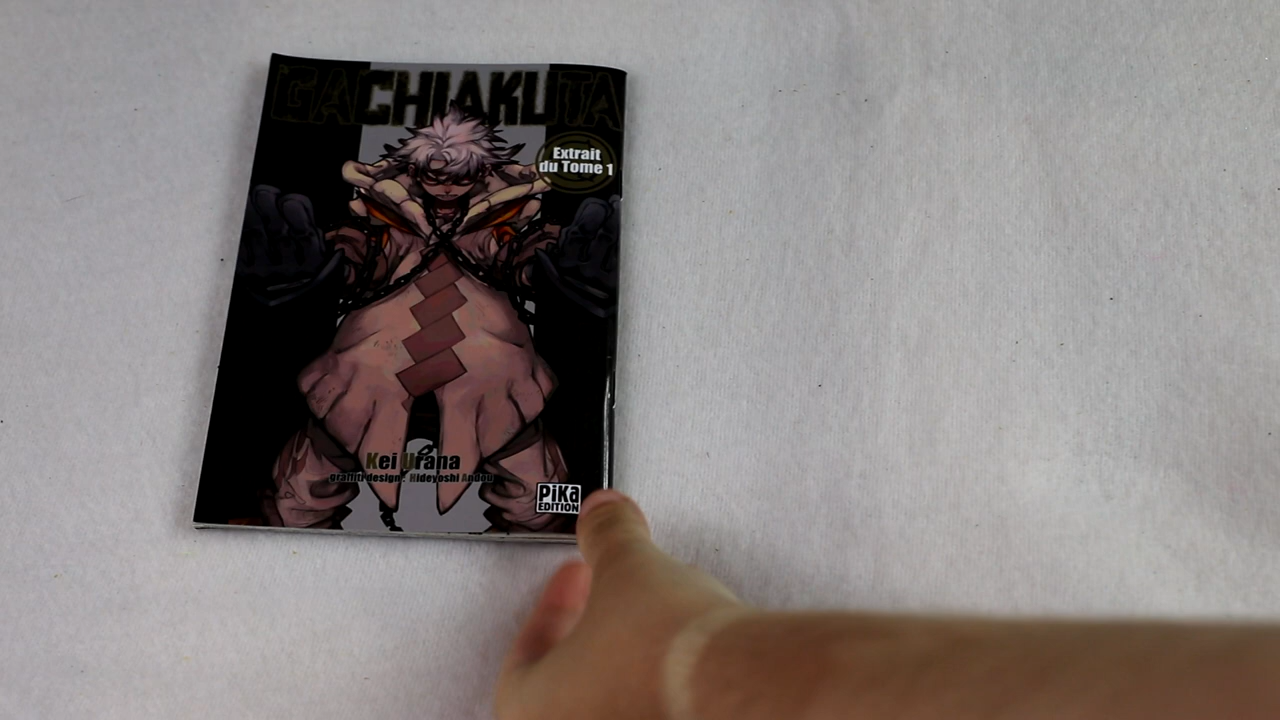 GACHIAKUTA
Extrait
du Tome 1
Kei Urana
graffiti design : Hideyoshi Andou
PiKa
EDITION